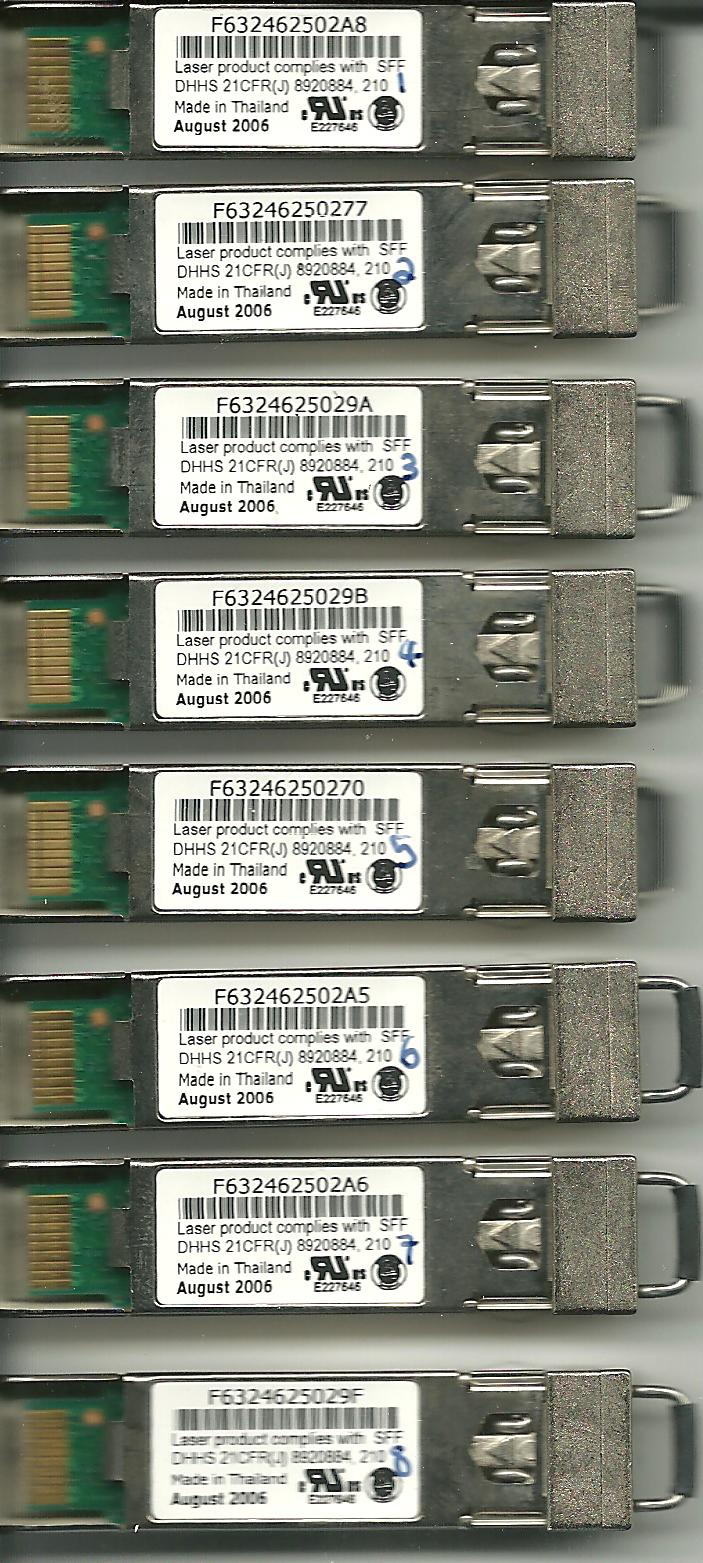 F632462502A8
Laser product complies with SFF
DHHS 21CFR(J) 8920884, 210 1
Made in Thailand
August 2006
E227646
F63246250277
Laser product complies with SFF
DHHS 21CFR(J) 8920884, 210 2
Made in Thailand
August 2006
E227646
F6324625029A
Laser product complies with SFF
DHHS 21CFR(J) 8920884, 210 3
Made in Thailand
August 2006
E227646
F6324625029B
Laser product complies with SFF
DHHS 21CFR(J) 8920884, 210 4
Made in Thailand
August 2006
E227646
F63246250270
Laser product complies with SFF
DHHS 21CFR(J) 8920884, 210 5
Made in Thailand
August 2006
E227646
F632462502A5
Laser product complies with SFF
DHHS 21CFR(J) 8920884, 210 6
Made in Thailand
August 2006
E227646
F632462502A6
Laser product complies with SFF
DHHS 21CFR(J) 8920884, 210 7
Made in Thailand
August 2006
E227646
F6324625029F
Laser product complies with SFF
DHHS 21CFR(J) 8920884, 210 8
Made in Thailand
August 2006
E227646